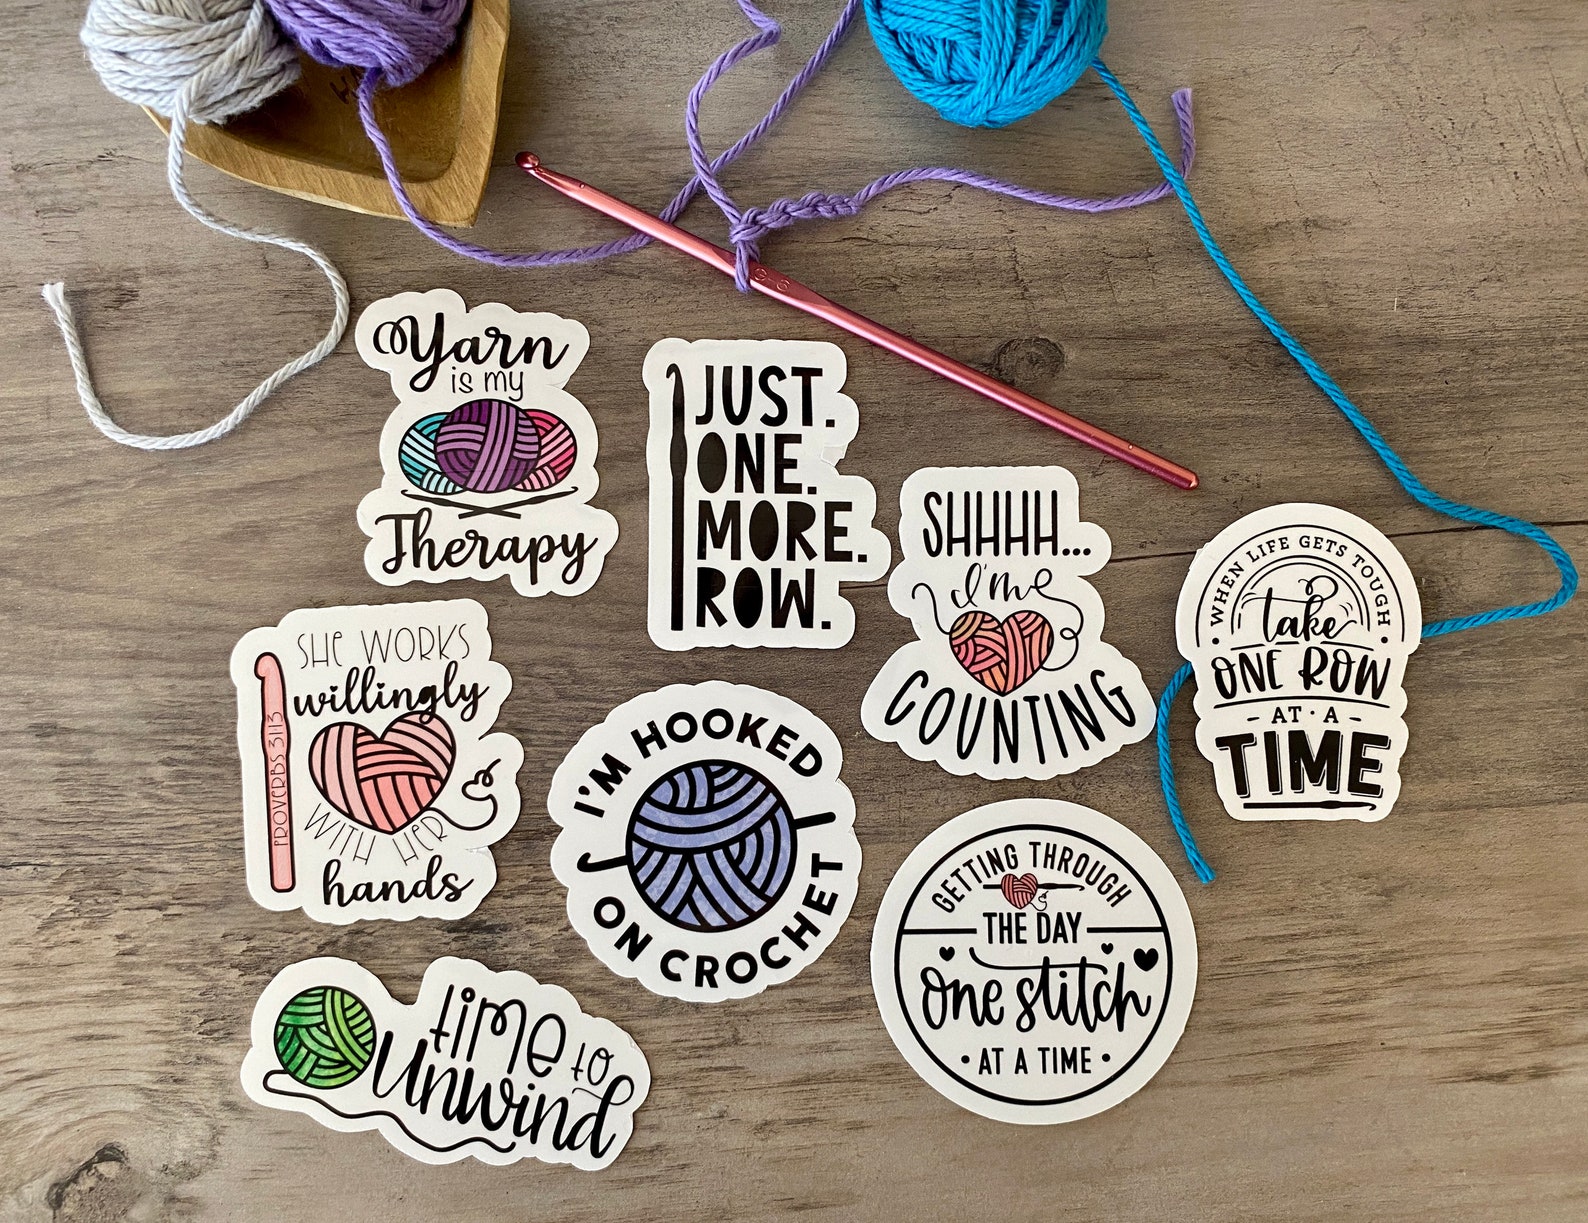 Yarn
is my
Therapy
JUST.
ONE.
MORE.
ROW.
SHHHH...
I'm
COUNTING
WHEN LIFE GETS TOUGH
take
ONE ROW
- AT · A -
TIME
SHE WORKS
willingly
WITH HER
hands
PROVERBS 31:13
I'M HOOKED
ON CROCHET
GETTING THROUGH
THE DAY
one stitch
• AT A TIME •
time to
Unwind
G-6